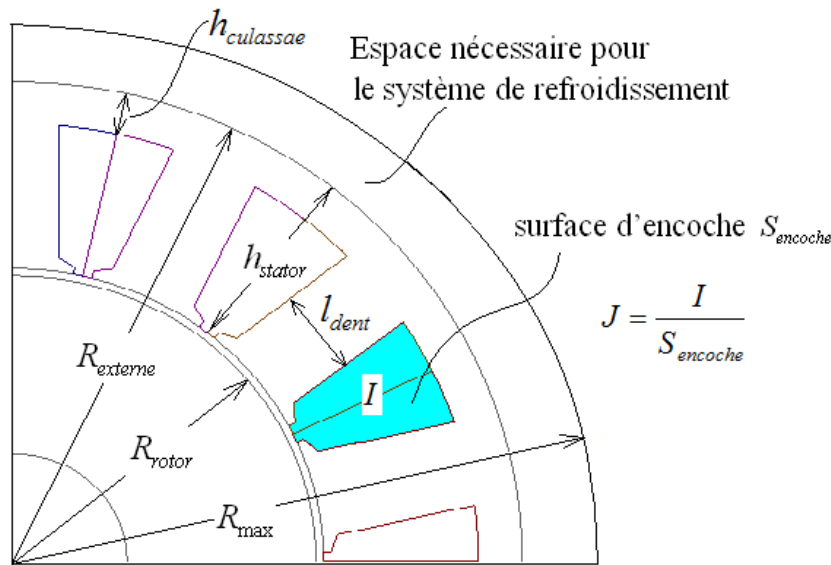 h_culassae
Espace nécessaire pour
le système de refroidissement
surface d'encoche S_encoche
h_stator
l_dent
J = I / S_encoche
R_externe
I
R_rotor
R_max